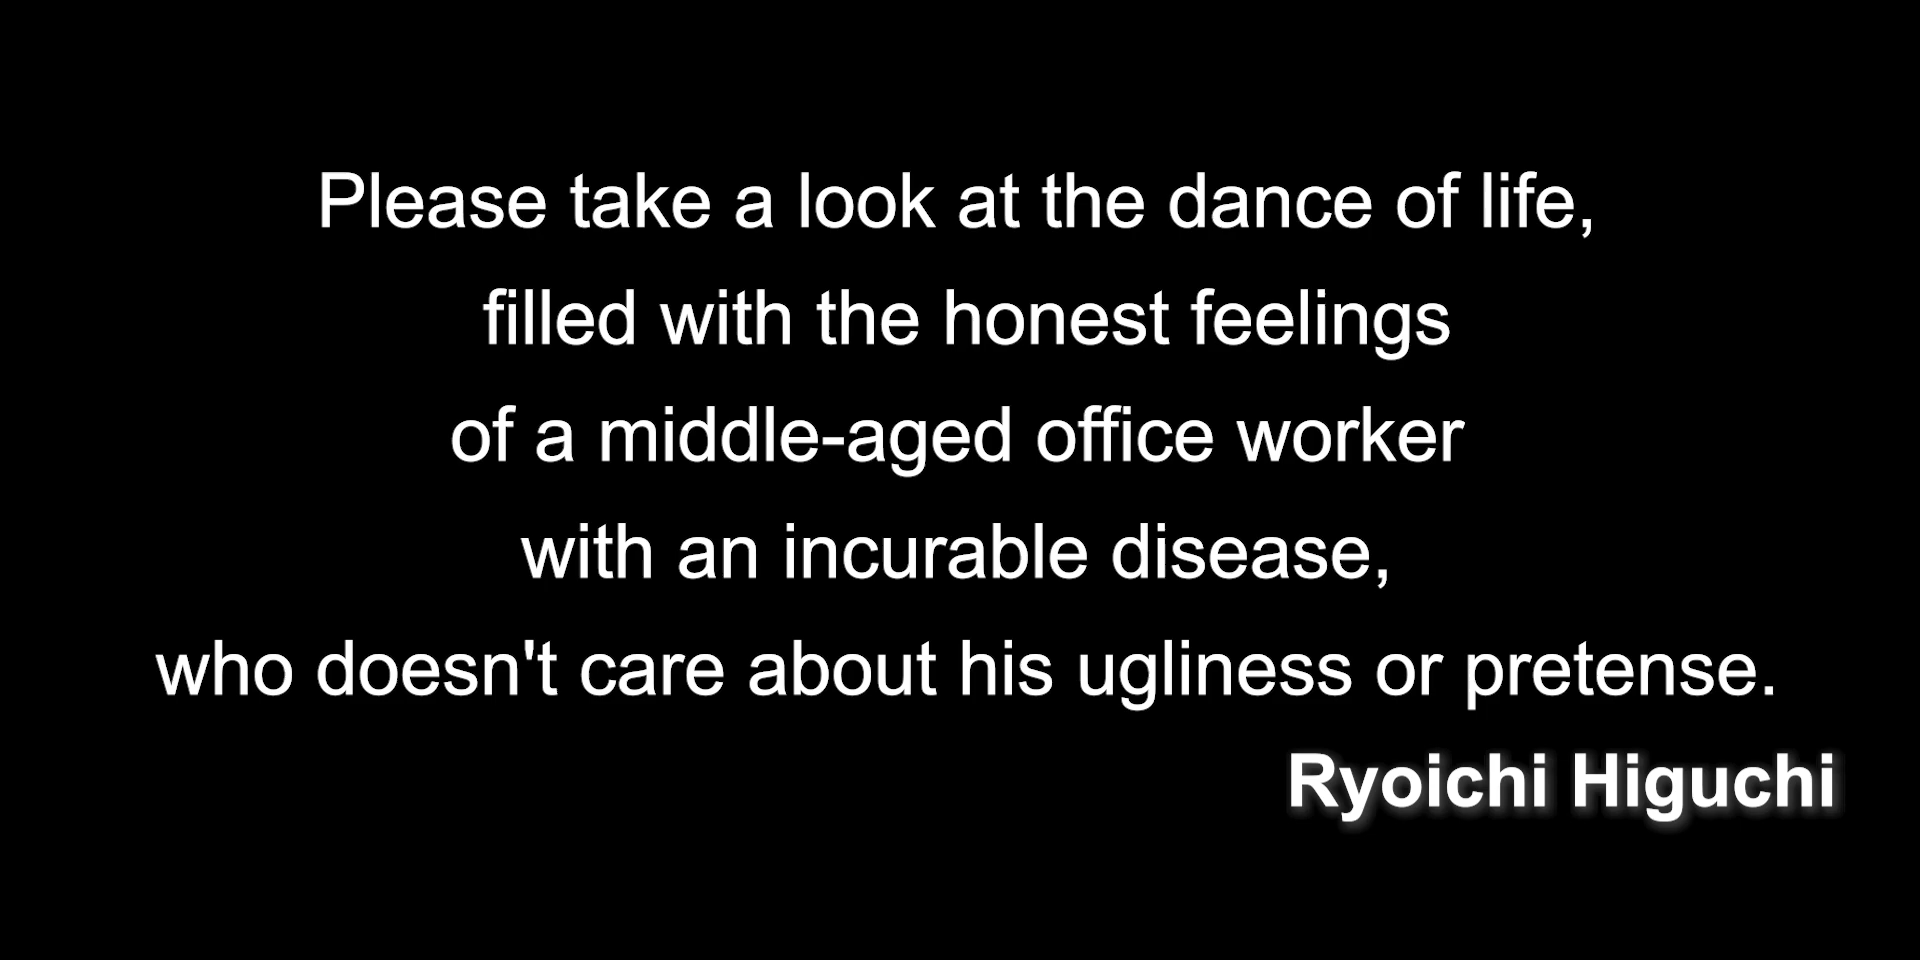 Please take a look at the dance of life,
filled with the honest feelings
of a middle-aged office worker
with an incurable disease,
who doesn't care about his ugliness or pretense.
Ryoichi Higuchi